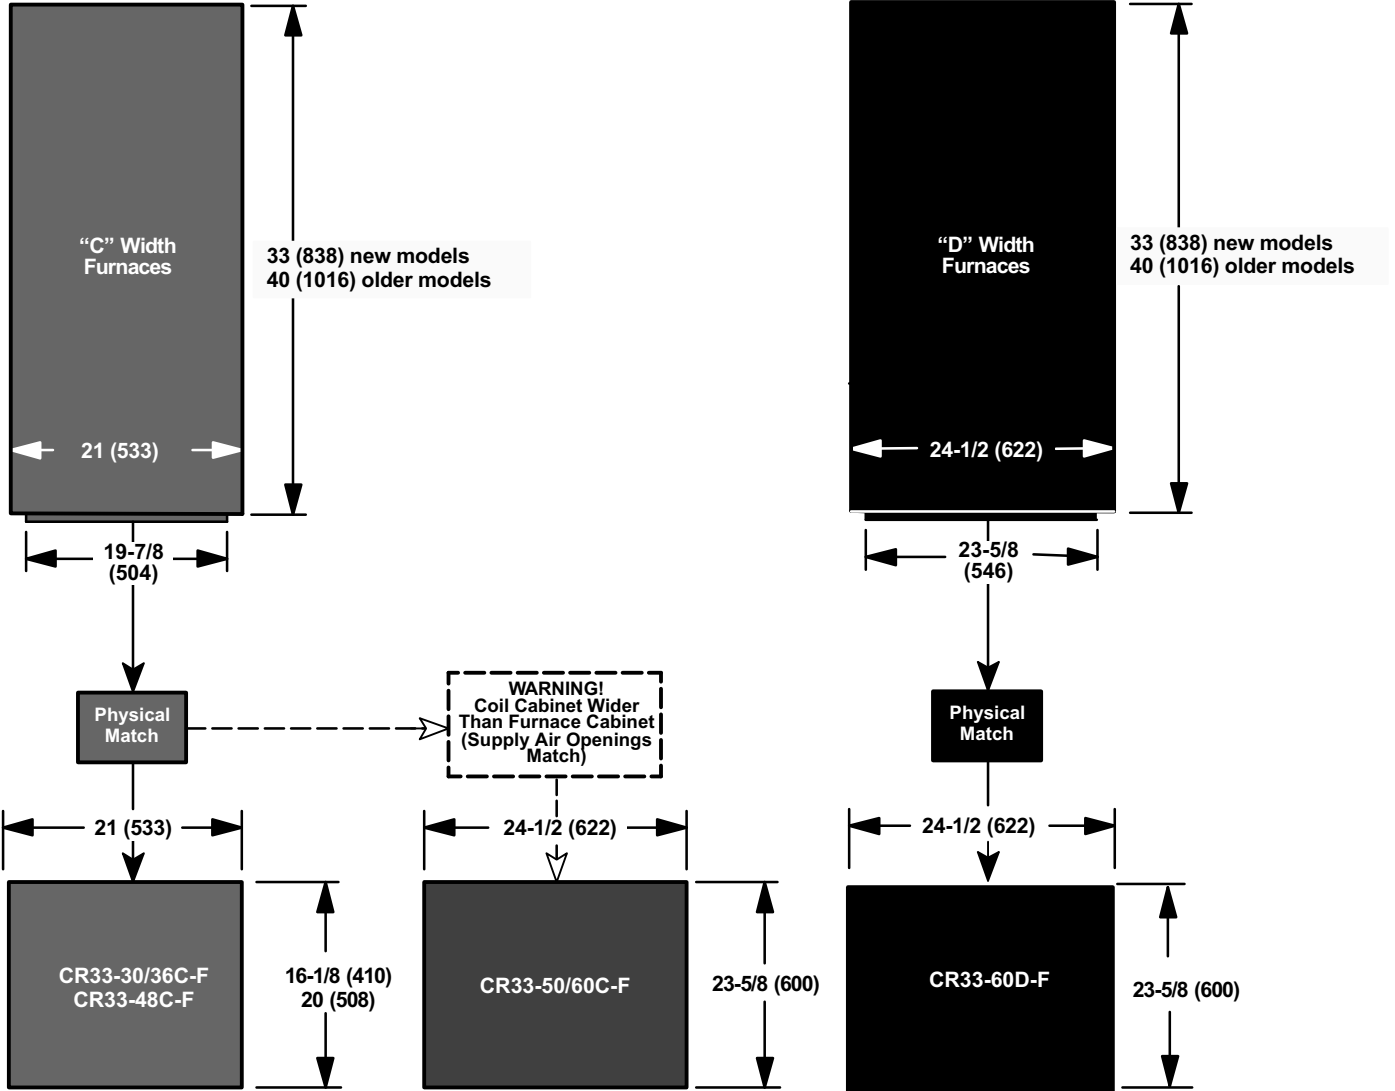 “C” Width
Furnaces
33 (838) new models
40 (1016) older models
21 (533)
19-7/8
(504)
Physical
Match
WARNING!
Coil Cabinet Wider
Than Furnace Cabinet
(Supply Air Openings
Match)
21 (533)
CR33-30/36C-F
CR33-48C-F
16-1/8 (410)
20 (508)
24-1/2 (622)
CR33-50/60C-F
23-5/8 (600)
“D” Width
Furnaces
33 (838) new models
40 (1016) older models
24-1/2 (622)
23-5/8
(546)
Physical
Match
24-1/2 (622)
CR33-60D-F
23-5/8 (600)